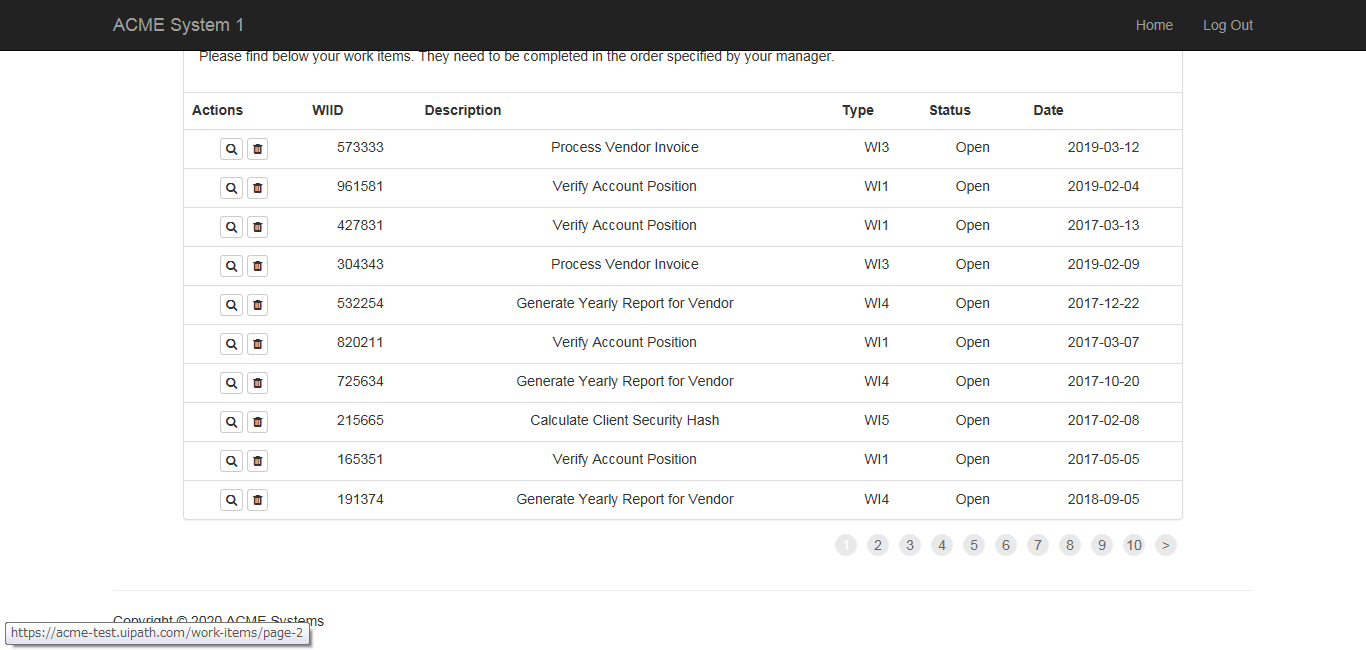 ACME System 1 Home Log Out
Please find below your work items. They need to be completed in the order specified by your manager.
Actions WIID Description Type Status Date
573333 Process Vendor Invoice WI3 Open 2019-03-12
961581 Verify Account Position WI1 Open 2019-02-04
427831 Verify Account Position WI1 Open 2017-03-13
304343 Process Vendor Invoice WI3 Open 2019-02-09
532254 Generate Yearly Report for Vendor WI4 Open 2017-12-22
820211 Verify Account Position WI1 Open 2017-03-07
725634 Generate Yearly Report for Vendor WI4 Open 2017-10-20
215665 Calculate Client Security Hash WI5 Open 2017-02-08
165351 Verify Account Position WI1 Open 2017-05-05
191374 Generate Yearly Report for Vendor WI4 Open 2018-09-05
1 2 3 4 5 6 7 8 9 10 >
Copyright © 2020 ACME Systems
https://acme-test.uipath.com/work-items/page-2